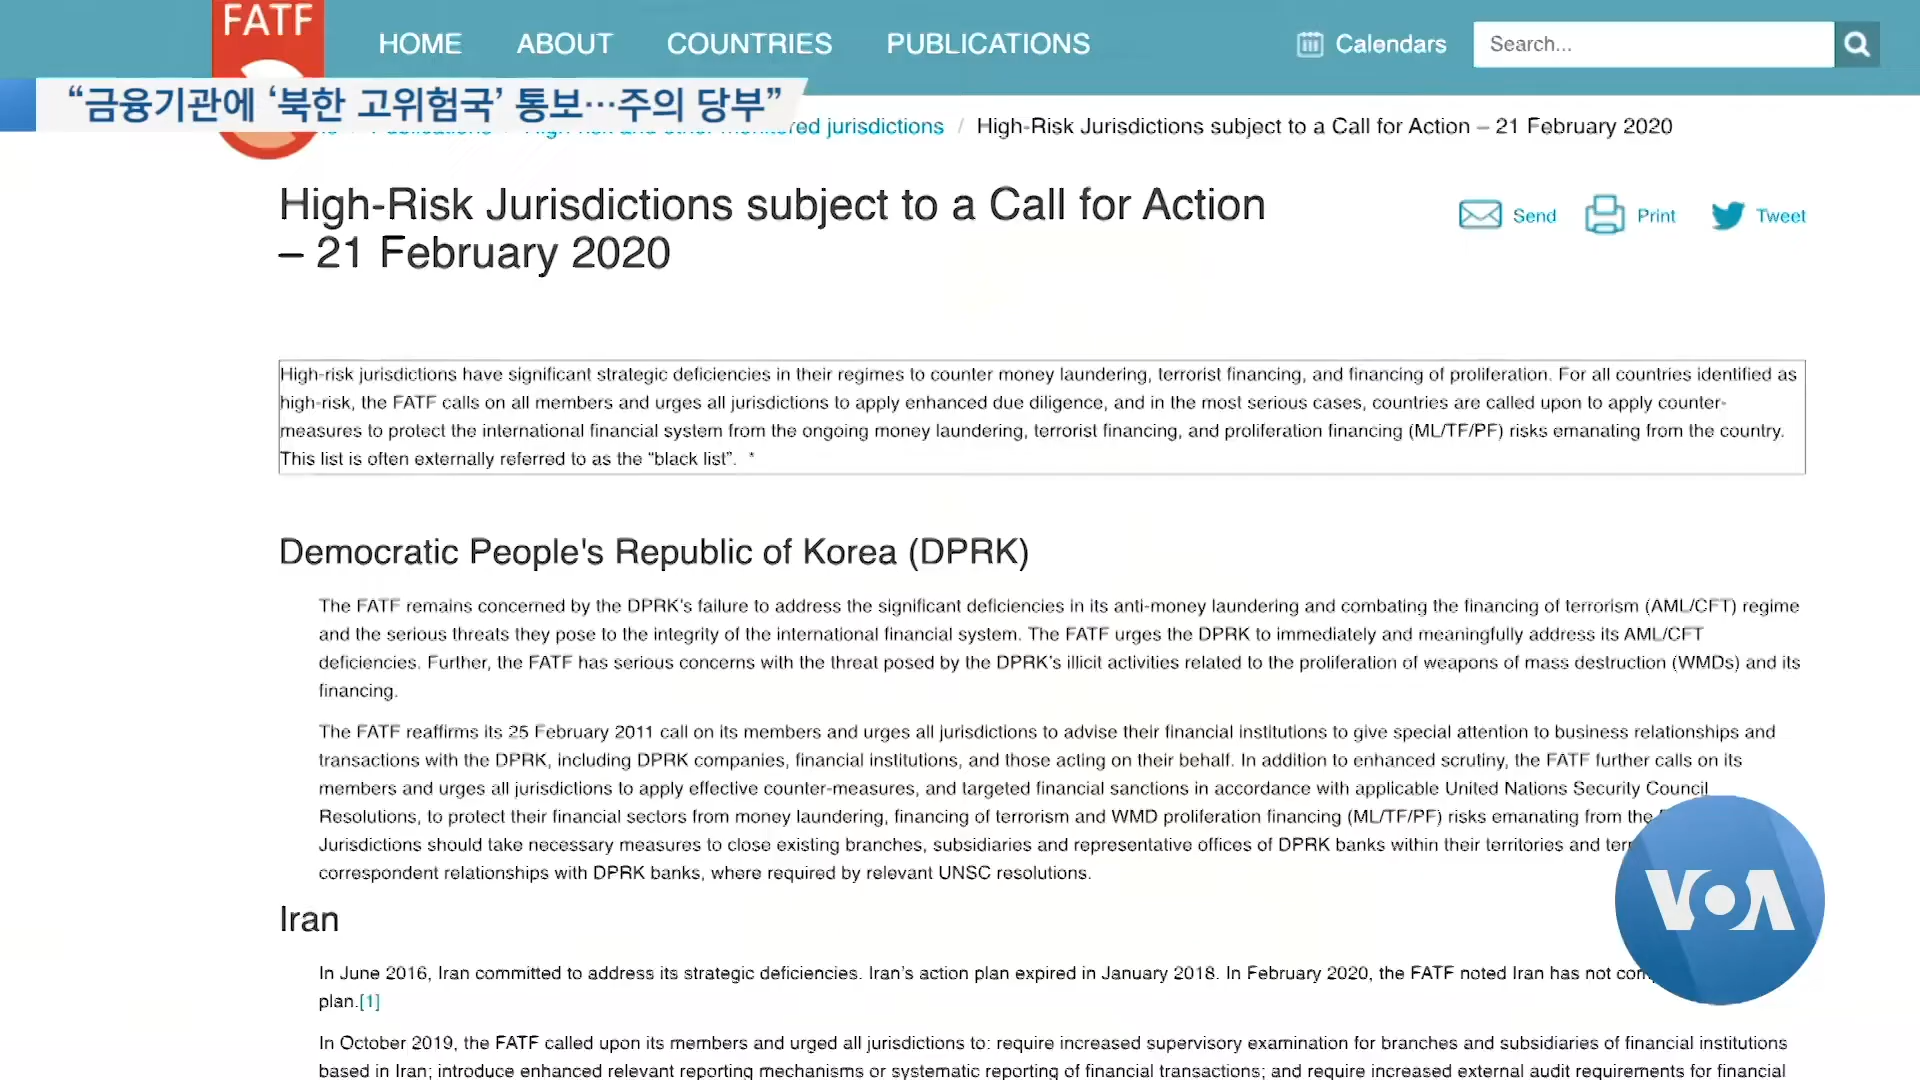 FATF
HOME ABOUT COUNTRIES PUBLICATIONS Calendars Search...
“금융기관에 ‘북한 고위험국’ 통보…주의 당부”
jurisdictions / High-Risk Jurisdictions subject to a Call for Action – 21 February 2020
High-Risk Jurisdictions subject to a Call for Action
– 21 February 2020
Send Print Tweet
High-risk jurisdictions have significant strategic deficiencies in their regimes to counter money laundering, terrorist financing, and financing of proliferation. For all countries identified as
high-risk, the FATF calls on all members and urges all jurisdictions to apply enhanced due diligence, and in the most serious cases, countries are called upon to apply counter-
measures to protect the international financial system from the ongoing money laundering, terrorist financing, and proliferation financing (ML/TF/PF) risks emanating from the country.
This list is often externally referred to as the “black list”. *
Democratic People's Republic of Korea (DPRK)
The FATF remains concerned by the DPRK’s failure to address the significant deficiencies in its anti-money laundering and combating the financing of terrorism (AML/CFT) regime
and the serious threats they pose to the integrity of the international financial system. The FATF urges the DPRK to immediately and meaningfully address its AML/CFT
deficiencies. Further, the FATF has serious concerns with the threat posed by the DPRK’s illicit activities related to the proliferation of weapons of mass destruction (WMDs) and its
financing.
The FATF reaffirms its 25 February 2011 call on its members and urges all jurisdictions to advise their financial institutions to give special attention to business relationships and
transactions with the DPRK, including DPRK companies, financial institutions, and those acting on their behalf. In addition to enhanced scrutiny, the FATF further calls on its
members and urges all jurisdictions to apply effective counter-measures, and targeted financial sanctions in accordance with applicable United Nations Security Council
Resolutions, to protect their financial sectors from money laundering, financing of terrorism and WMD proliferation financing (ML/TF/PF) risks emanating from the
Jurisdictions should take necessary measures to close existing branches, subsidiaries and representative offices of DPRK banks within their territories and
correspondent relationships with DPRK banks, where required by relevant UNSC resolutions.
VOA
Iran
In June 2016, Iran committed to address its strategic deficiencies. Iran’s action plan expired in January 2018. In February 2020, the FATF noted Iran has not
plan.[1]
In October 2019, the FATF called upon its members and urged all jurisdictions to: require increased supervisory examination for branches and subsidiaries of financial institutions
based in Iran; introduce enhanced relevant reporting mechanisms or systematic reporting of financial transactions; and require increased external audit requirements for financial